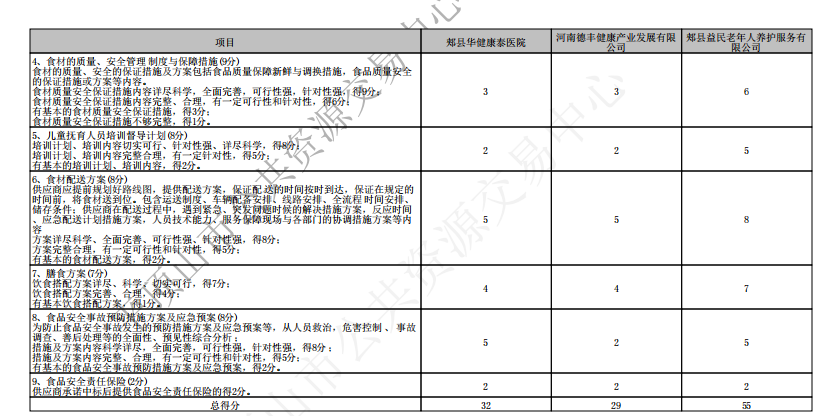 项目 郏县华健康泰医院 河南德丰健康产业发展有限公司 郏县益民老年人养护服务有限公司
4、食材的质量、安全管理 制度与保障措施(9分)
食材的质量、安全的保证措施及方案包括食品质量保障新鲜与调换措施，食品质量安全
的保证措施或方案等内容。
食材质量安全保证措施内容详尽科学，全面完善，可行性强，针对性强，得9分；
食材质量安全保证措施内容完整、合理，有一定可行性和针对性，得6分；
有基本的食材质量安全保证措施，得3分；
食材质量安全保证措施不够完整，得1分。
3 3 6
5、儿童抚育人员培训督导计划(8分)
培训计划、培训内容切实可行、针对性强、详尽科学，得8分；
培训计划、培训内容完整合理，有一定针对性，得5分；
有基本的培训计划、培训内容，得2分。
2 2 5
6、食材配送方案(8分)
供应商应提前规划好路线图，提供配送方案，保证配 送的时间按时到达，保证在规定的
时间前，将食材送到位。包含运送制度、车辆配备安排、线路安排、全流程 时间安排、
储存条件；供应商在配送过程中，遇到紧急、突发问题时候的解决措施方案，反应时间
、应急配送计划措施方案，人员技术能力、服务保障现场与各部门的协调措施方案等内
容
方案详尽科学、全面完善、可行性强、针对性强，得8分；
方案完整合理，有一定可行性和针对性，得5分；
有基本的食材配送方案，得2分。
5 5 8
7、膳食方案(7分)
饮食搭配方案详尽、科学、切实可行，得7分；
饮食搭配方案完善、合理，得4分；
有基本饮食搭配方案，得1分。
4 4 7
8、食品安全事故预防措施方案及应急预案(8分)
为防止食品安全事故发生的预防措施方案及应急预案等，从人员救治，危害控制 、 事故
调查、善后处理等的全面性、预见性综合分析；
措施及方案内容科学详尽，全面完善，可行性强，针对性强，得8分；
措施及方案内容完整、合理，有一定可行性和针对性，得5分；
有基本的食品安全事故预防措施方案及应急预案，得2分。
5 2 5
9、食品安全责任保险(2分)
供应商承诺中标后提供食品安全责任保险的得2分。
2 2 2
总得分 32 29 55
顶山市公共资源交易中心
山市公共资源交易中心